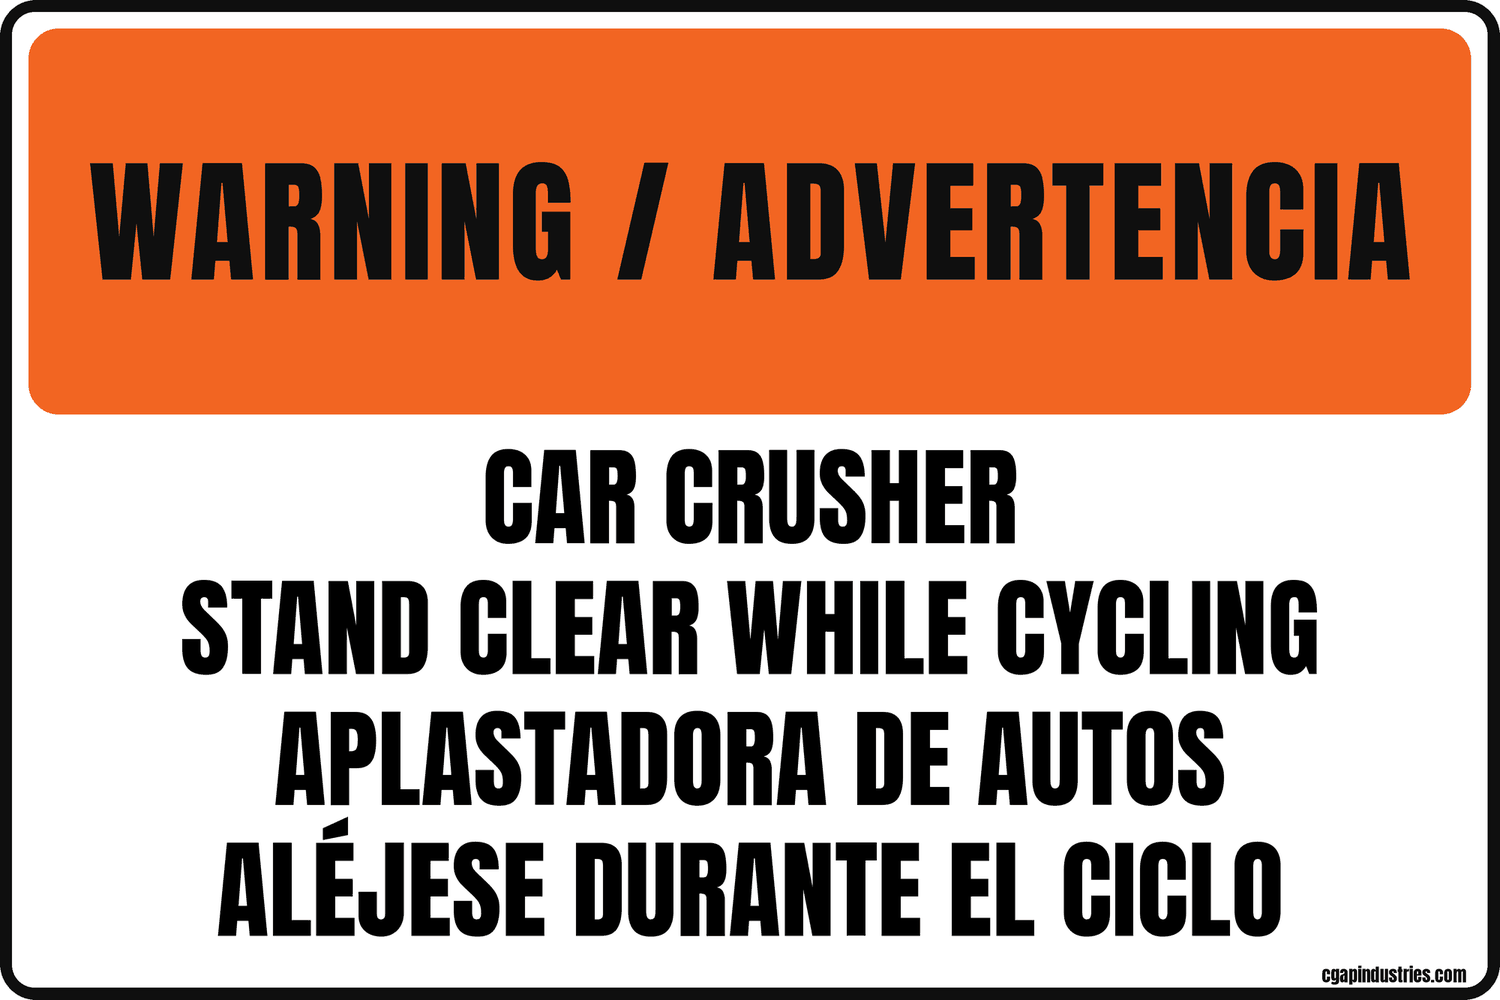 WARNING / ADVERTENCIA
CAR CRUSHER
STAND CLEAR WHILE CYCLING
APLASTADORA DE AUTOS
ALÉJESE DURANTE EL CICLO
cgapindustries.com